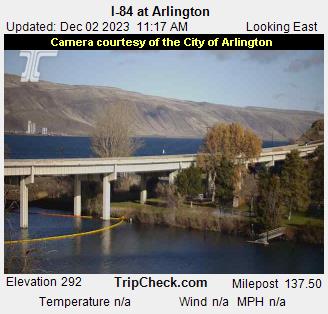 I-84 at Arlington
Updated: Dec 02 2023 11:17 AM Looking East
Camera courtesy of the City of Arlington
Elevation 292 TripCheck.com Milepost 137.50
Temperature n/a Wind n/a MPH n/a